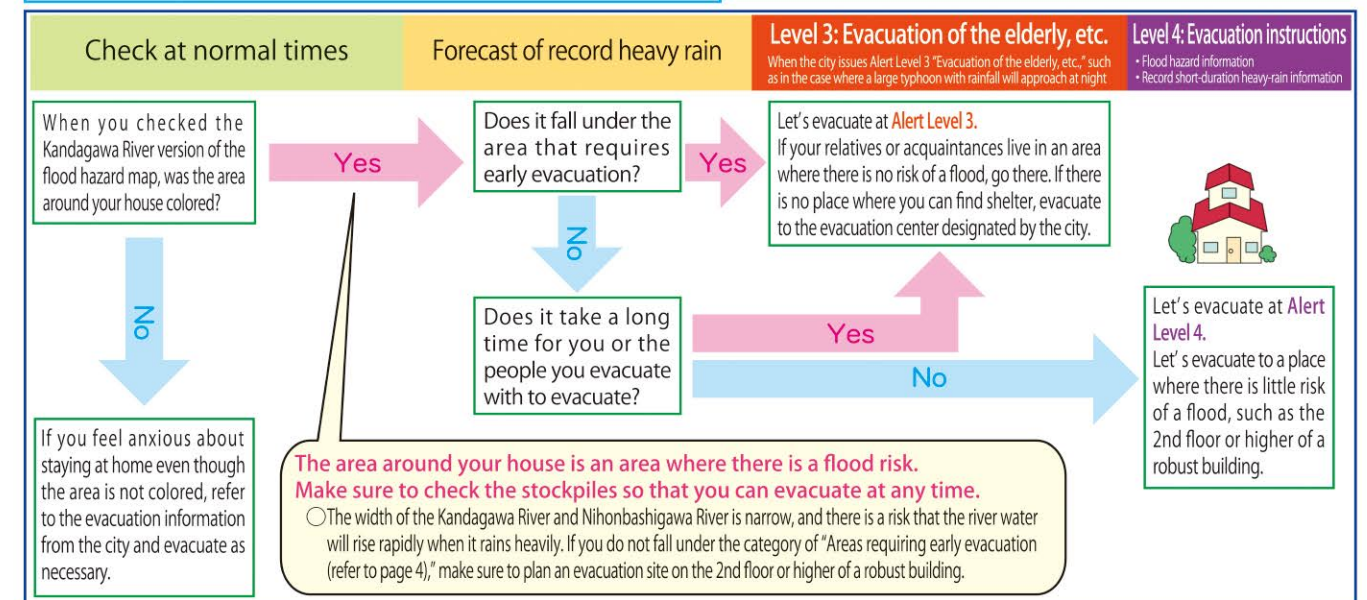 Check at normal times
Forecast of record heavy rain
Level 3: Evacuation of the elderly, etc.
When the city issues Alert Level 3 "Evacuation of the elderly, etc.," such
as in the case where a large typhoon with rainfall will approach at night
Level 4: Evacuation instructions
• Flood hazard information
• Record short-duration heavy-rain information
When you checked the
Kandagawa River version of the
flood hazard map, was the area
around your house colored?
Yes
Does it fall under the
area that requires
early evacuation?
Yes
Let's evacuate at Alert Level 3.
If your relatives or acquaintances live in an area
where there is no risk of a flood, go there. If there
is no place where you can find shelter, evacuate
to the evacuation center designated by the city.
No
No
Does it take a long
time for you or the
people you evacuate
with to evacuate?
Yes
No
Let's evacuate at Alert
Level 4.
Let's evacuate to a place
where there is little risk
of a flood, such as the
2nd floor or higher of a
robust building.
If you feel anxious about
staying at home even though
the area is not colored, refer
to the evacuation information
from the city and evacuate as
necessary.
The area around your house is an area where there is a flood risk.
Make sure to check the stockpiles so that you can evacuate at any time.
○The width of the Kandagawa River and Nihonbashigawa River is narrow, and there is a risk that the river water
will rise rapidly when it rains heavily. If you do not fall under the category of "Areas requiring early evacuation
(refer to page 4)," make sure to plan an evacuation site on the 2nd floor or higher of a robust building.